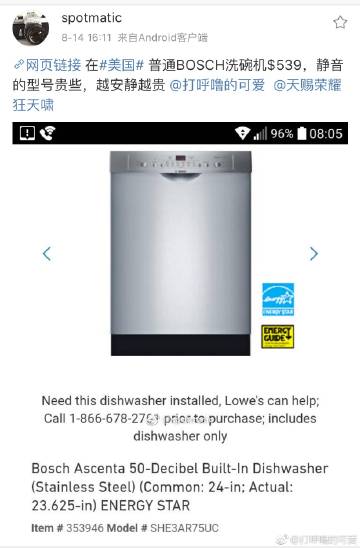 spotmatic
8-14 16:11 来自Android客户端
网页链接 在#美国# 普通BOSCH洗碗机$539，静音
的型号贵些，越安静越贵 @打呼噜的可爱 @天赐荣耀
狂天啸
96% 08:05
ENERGY STAR
ENERGY
GUIDE
Need this dishwasher installed, Lowe's can help;
Call 1-866-678-2760 prior to purchase; includes
dishwasher only
Bosch Ascenta 50-Decibel Built-In Dishwasher
(Stainless Steel) (Common: 24-in; Actual:
23.625-in) ENERGY STAR
Item # 353946 Model # SHE3AR75UC
@打呼噜的可爱